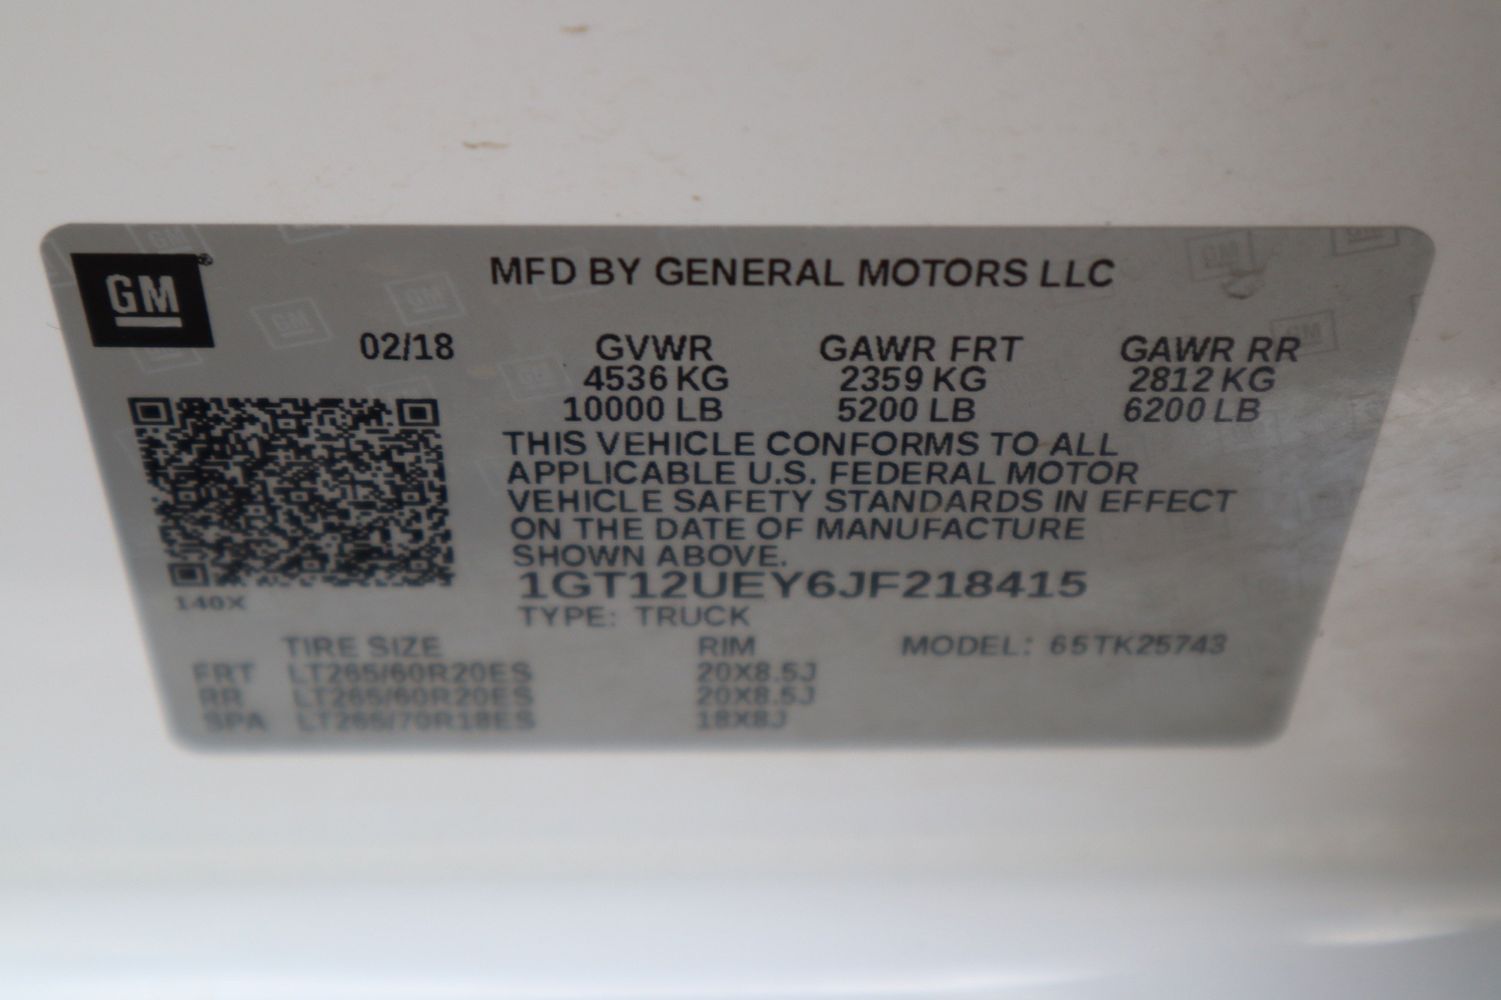 GM
MFD BY GENERAL MOTORS LLC
02/18
GVWR GAWR FRT GAWR RR
4536 KG 2359 KG 2812 KG
10000 LB 5200 LB 6200 LB
THIS VEHICLE CONFORMS TO ALL
APPLICABLE U.S. FEDERAL MOTOR
VEHICLE SAFETY STANDARDS IN EFFECT
ON THE DATE OF MANUFACTURE
SHOWN ABOVE.
1GT12UEY6JF218415
140X
TYPE: TRUCK
TIRE SIZE RIM MODEL: 65TK25743
FRT LT265/60R20ES 20X8.5J
RR LT265/60R20ES 20X8.5J
SPA LT265/70R18ES 18X8J